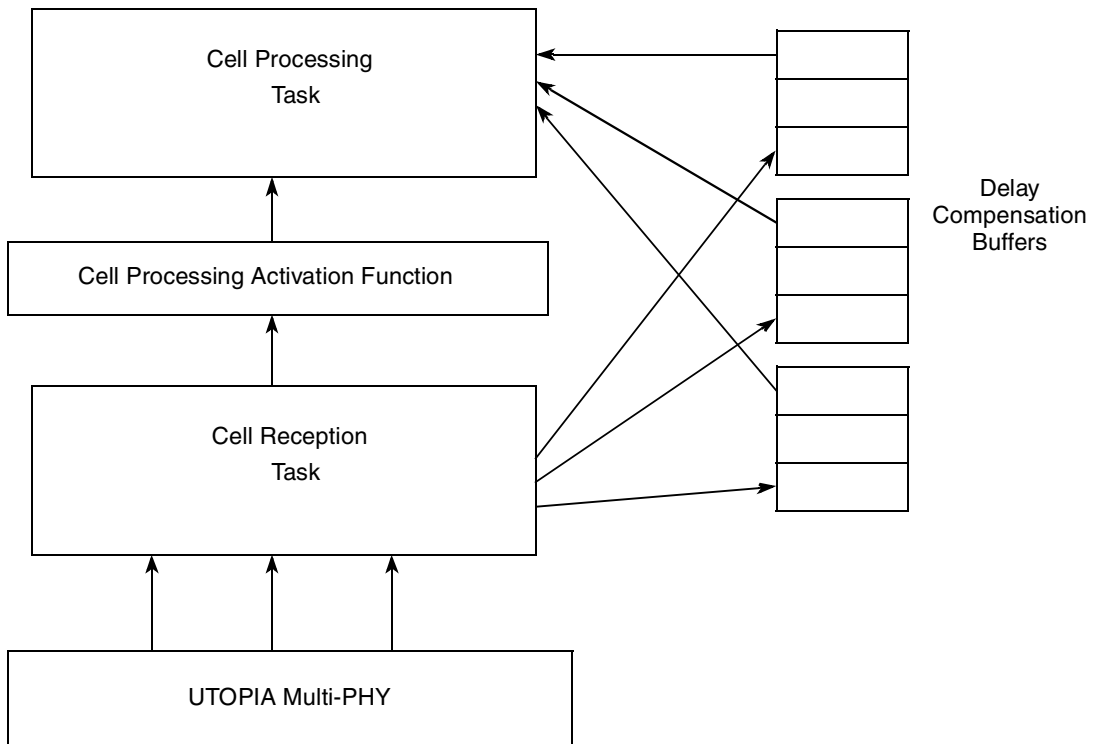 Cell Processing
Task
Delay
Compensation
Buffers
Cell Processing Activation Function
Cell Reception
Task
UTOPIA Multi-PHY